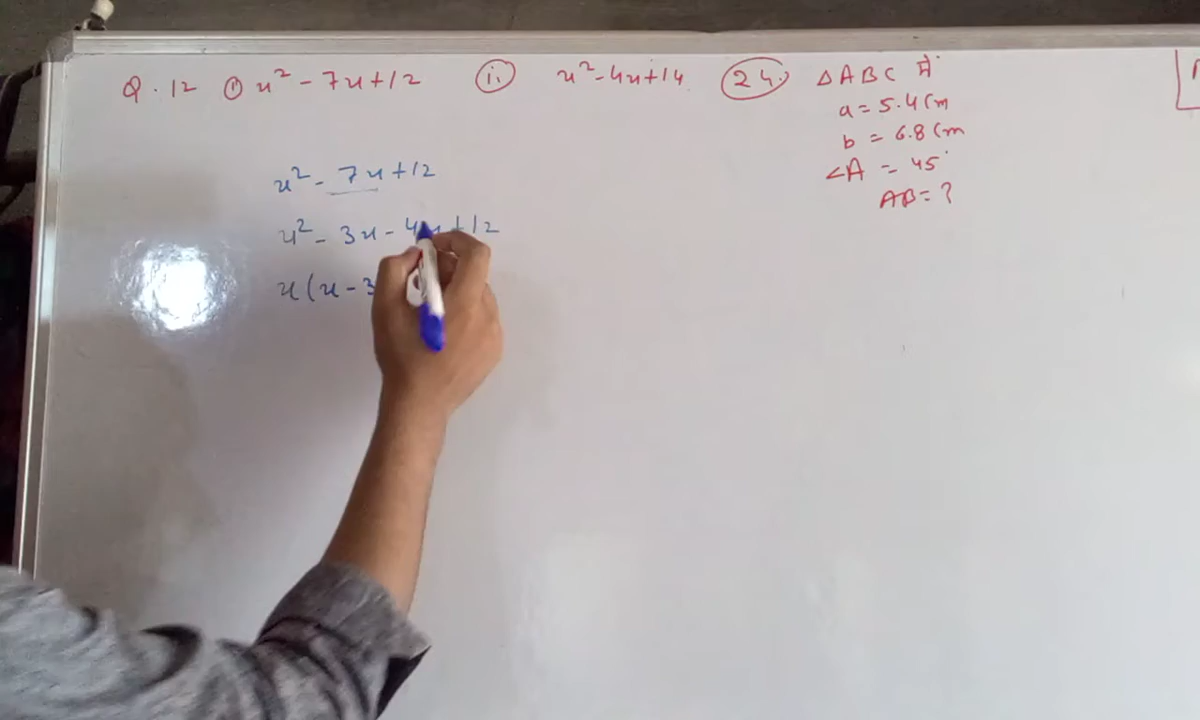 Q. 12 (i) x² - 7x + 12 (ii) x² - 4x + 14 (24.) △ABC में
a = 5.4 Cm
b = 6.8 Cm
∠A = 45°
AB = ?
x² - 7x + 12
x² - 3x - 4x + 12
x(x - 3